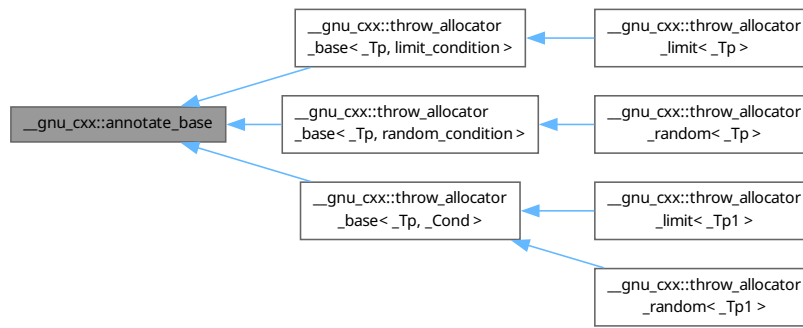 __gnu_cxx::annotate_base
__gnu_cxx::throw_allocator
_base< _Tp, limit_condition >
__gnu_cxx::throw_allocator
_limit< _Tp >
__gnu_cxx::throw_allocator
_base< _Tp, random_condition >
__gnu_cxx::throw_allocator
_random< _Tp >
__gnu_cxx::throw_allocator
_base< _Tp, _Cond >
__gnu_cxx::throw_allocator
_limit< _Tp1 >
__gnu_cxx::throw_allocator
_random< _Tp1 >